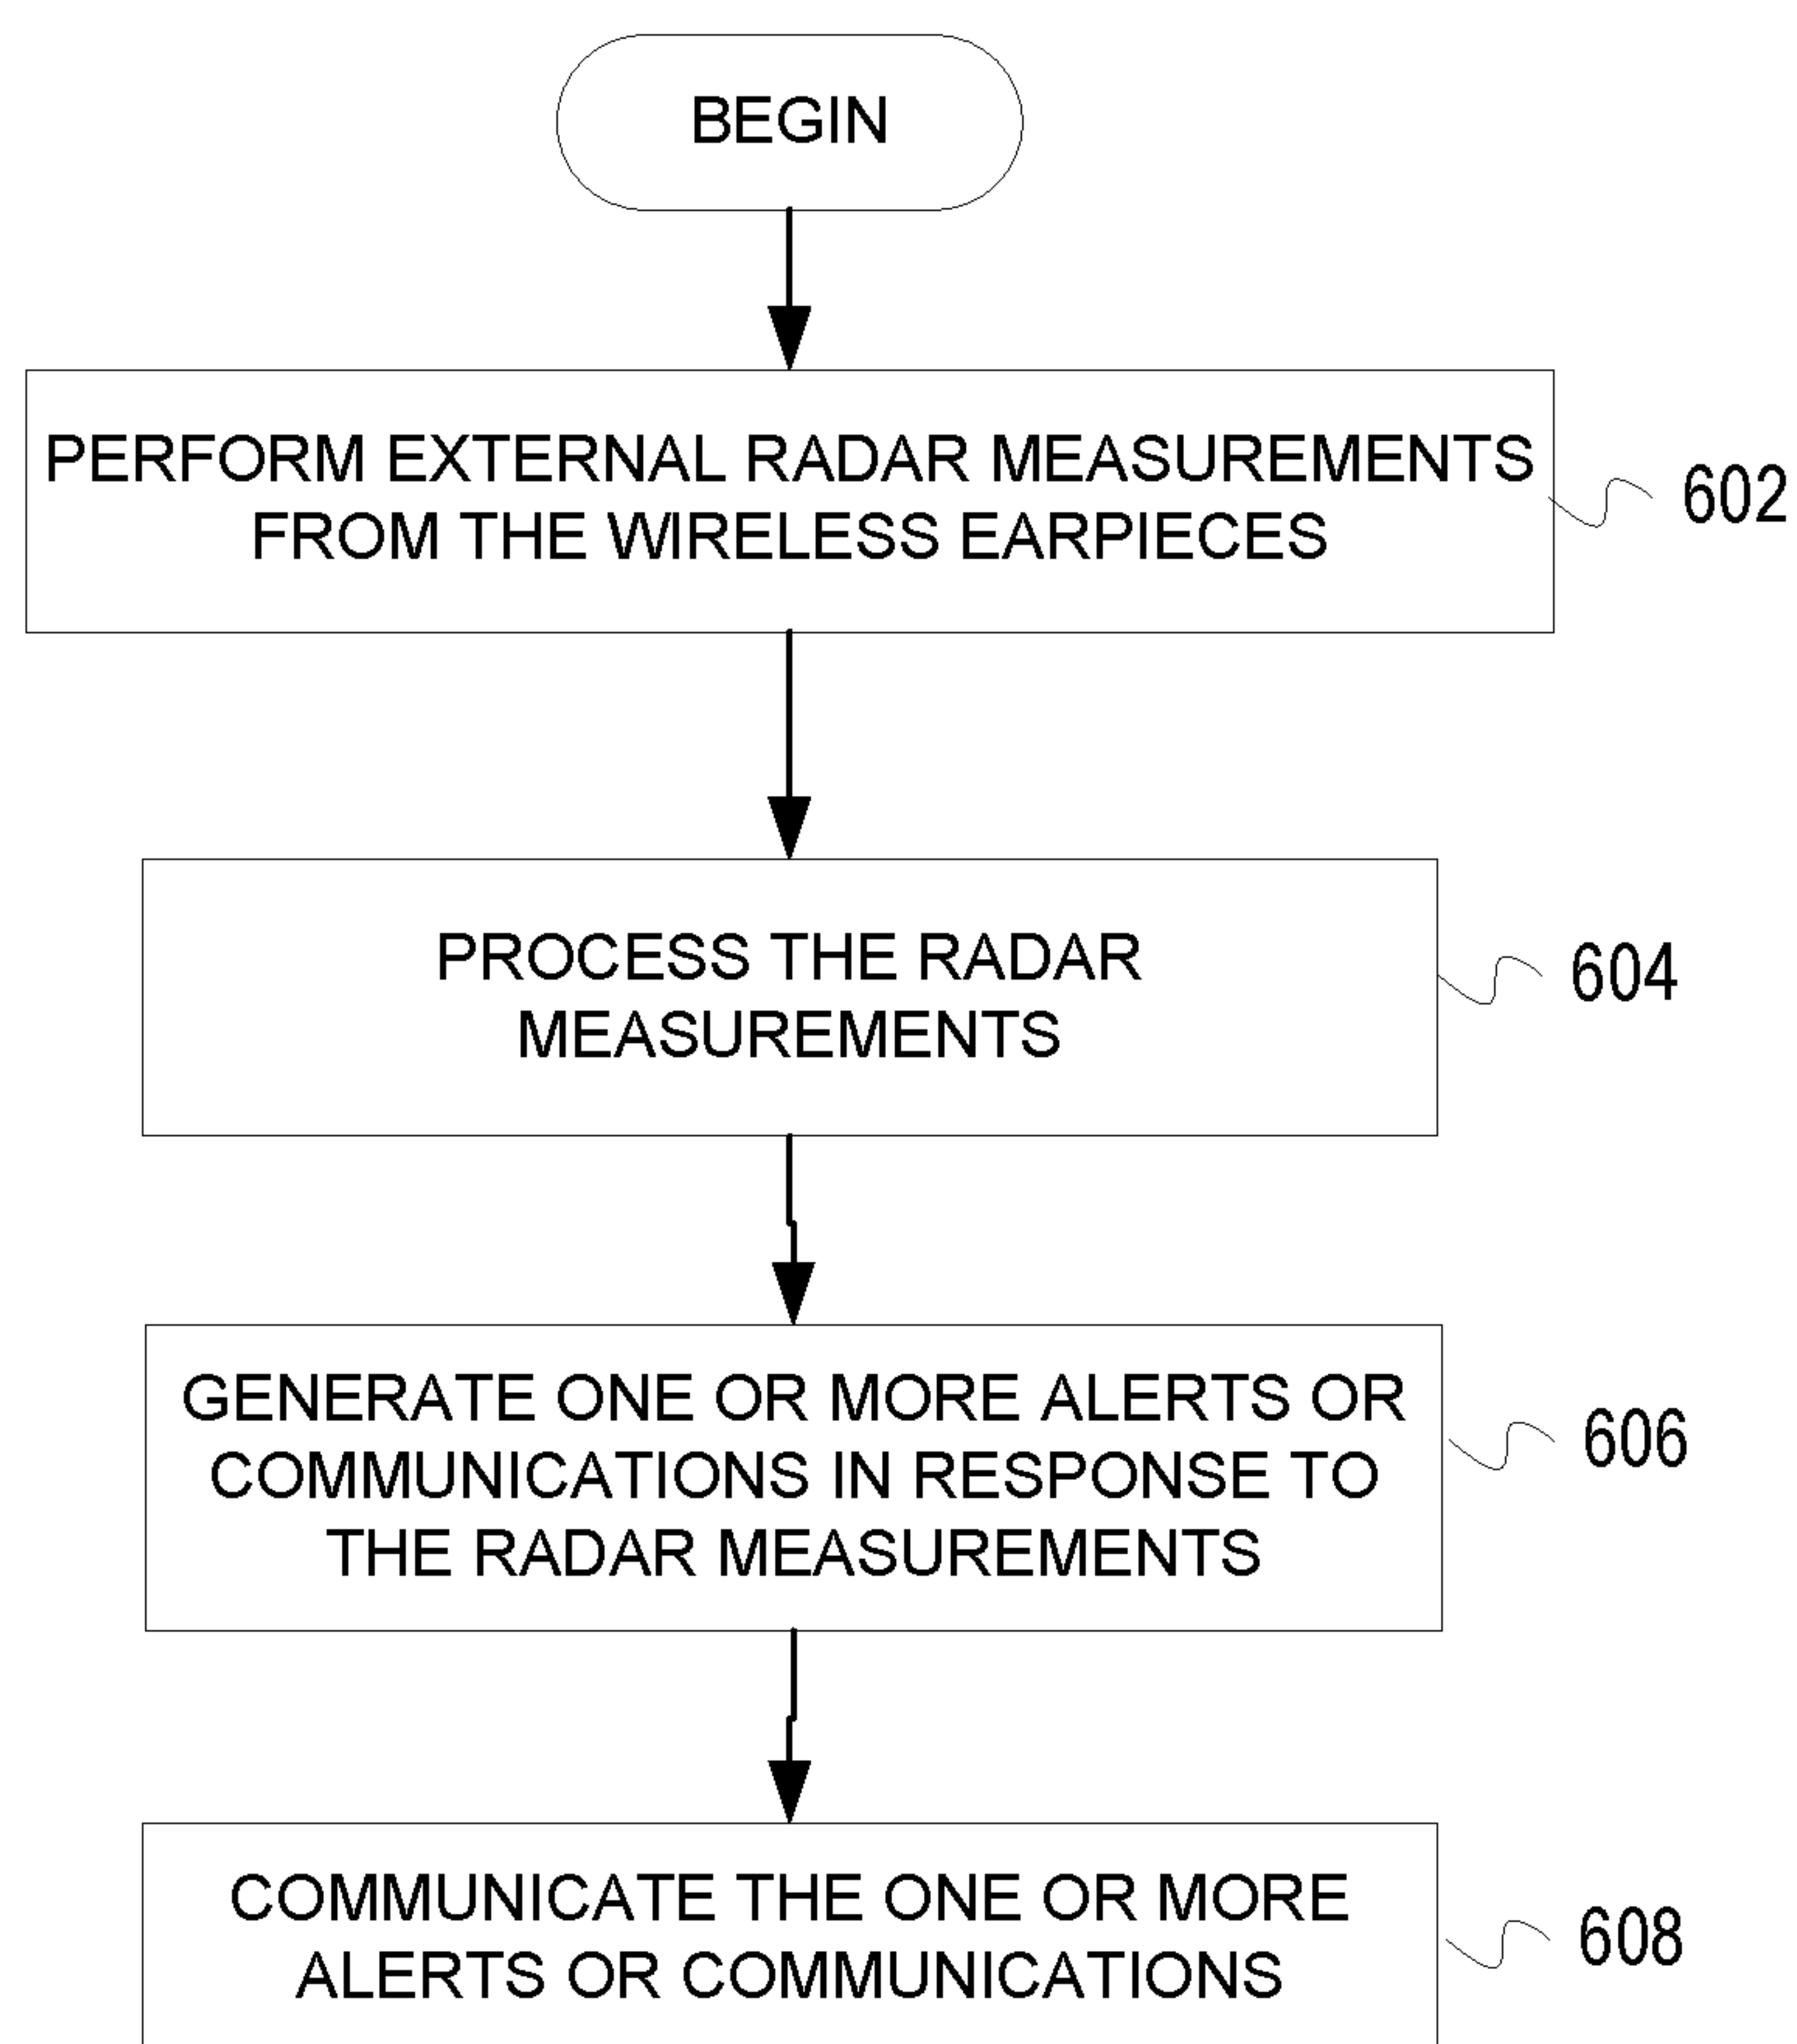 BEGIN
PERFORM EXTERNAL RADAR MEASUREMENTS
FROM THE WIRELESS EARPIECES
602
PROCESS THE RADAR
MEASUREMENTS
604
GENERATE ONE OR MORE ALERTS OR
COMMUNICATIONS IN RESPONSE TO
THE RADAR MEASUREMENTS
606
COMMUNICATE THE ONE OR MORE
ALERTS OR COMMUNICATIONS
608